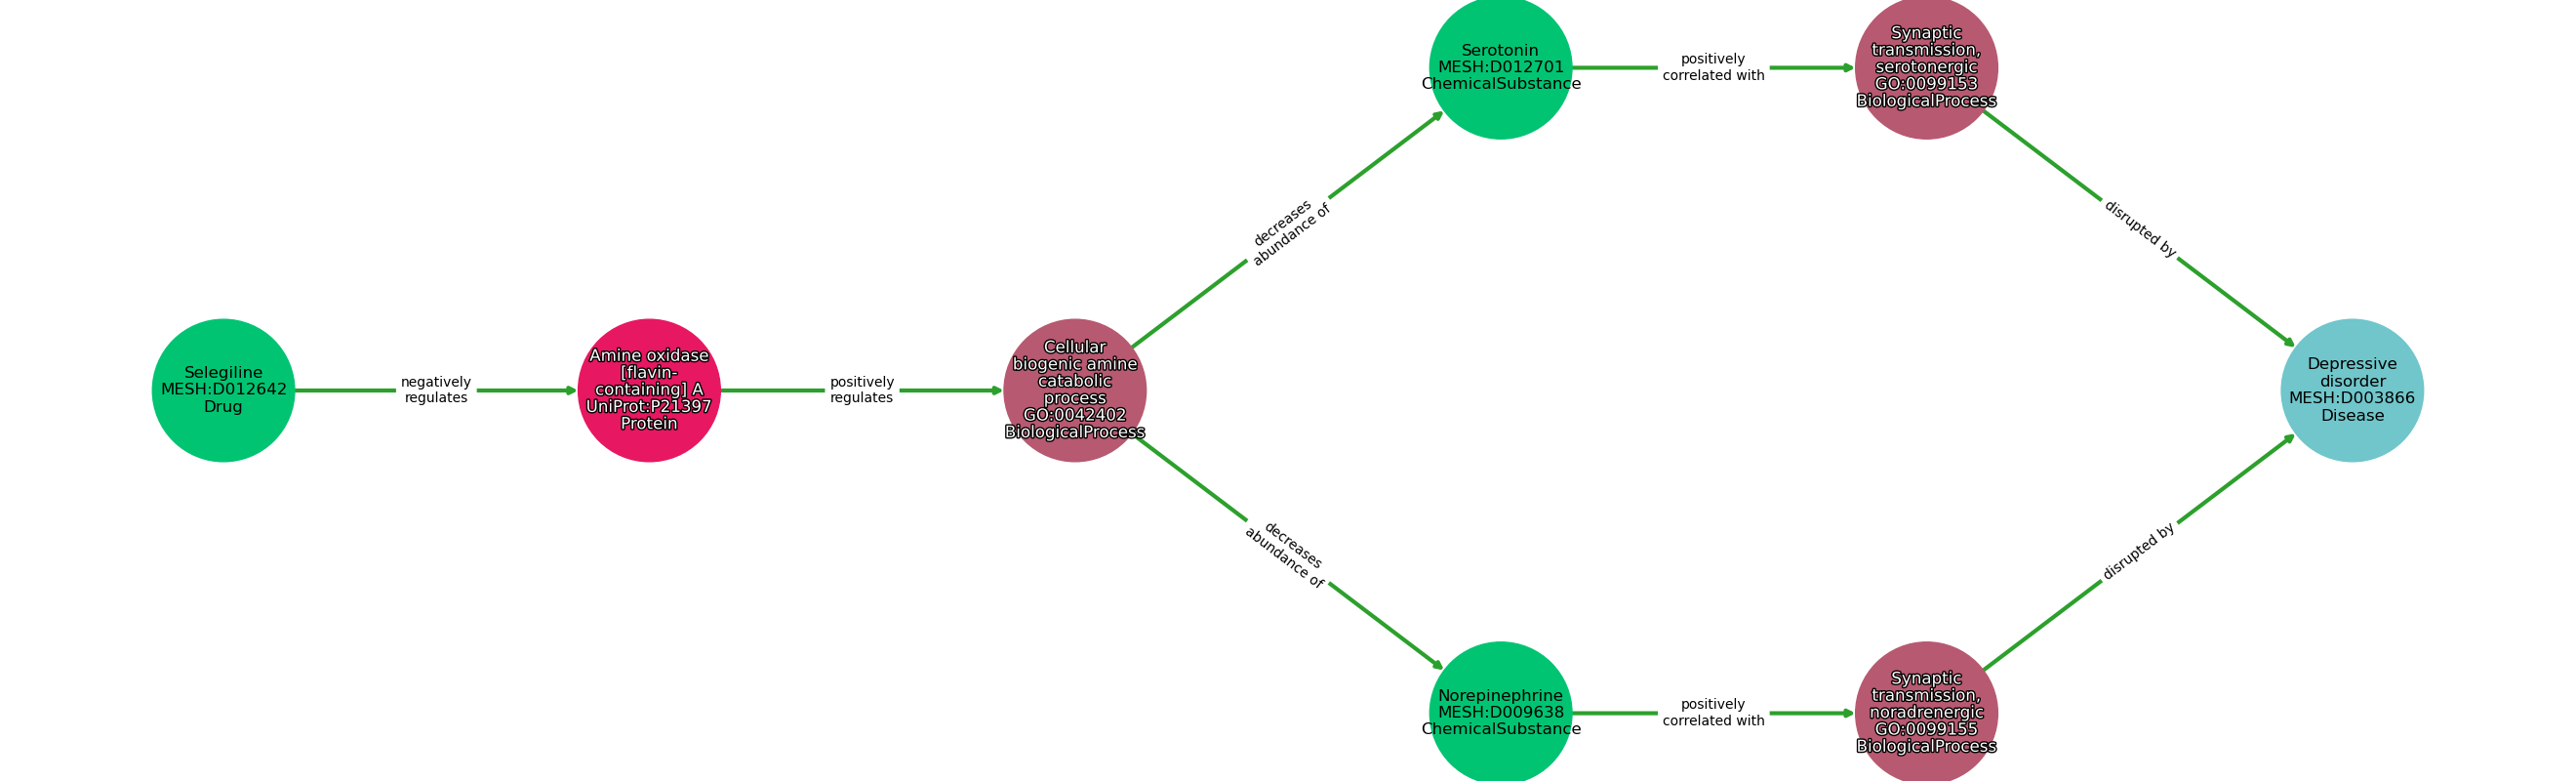 Selegiline
MESH:D012642
Drug
negatively
regulates
Amine oxidase
[flavin-
containing] A
UniProt:P21397
Protein
positively
regulates
Cellular
biogenic amine
catabolic
process
GO:0042402
BiologicalProcess
decreases
abundance of
Serotonin
MESH:D012701
ChemicalSubstance
positively
correlated with
Synaptic
transmission,
serotonergic
GO:0099153
BiologicalProcess
disrupted by
decreases
abundance of
Norepinephrine
MESH:D009638
ChemicalSubstance
positively
correlated with
Synaptic
transmission,
noradrenergic
GO:0099155
BiologicalProcess
disrupted by
Depressive
disorder
MESH:D003866
Disease